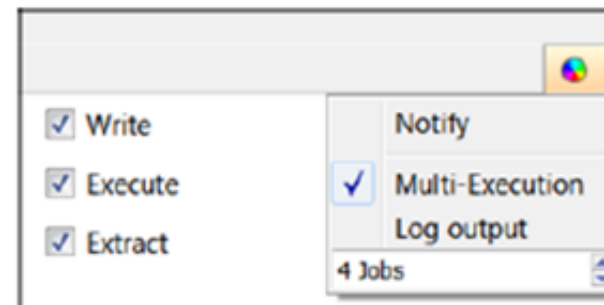 Write
Execute
Extract
Notify
Multi-Execution
Log output
4 Jobs